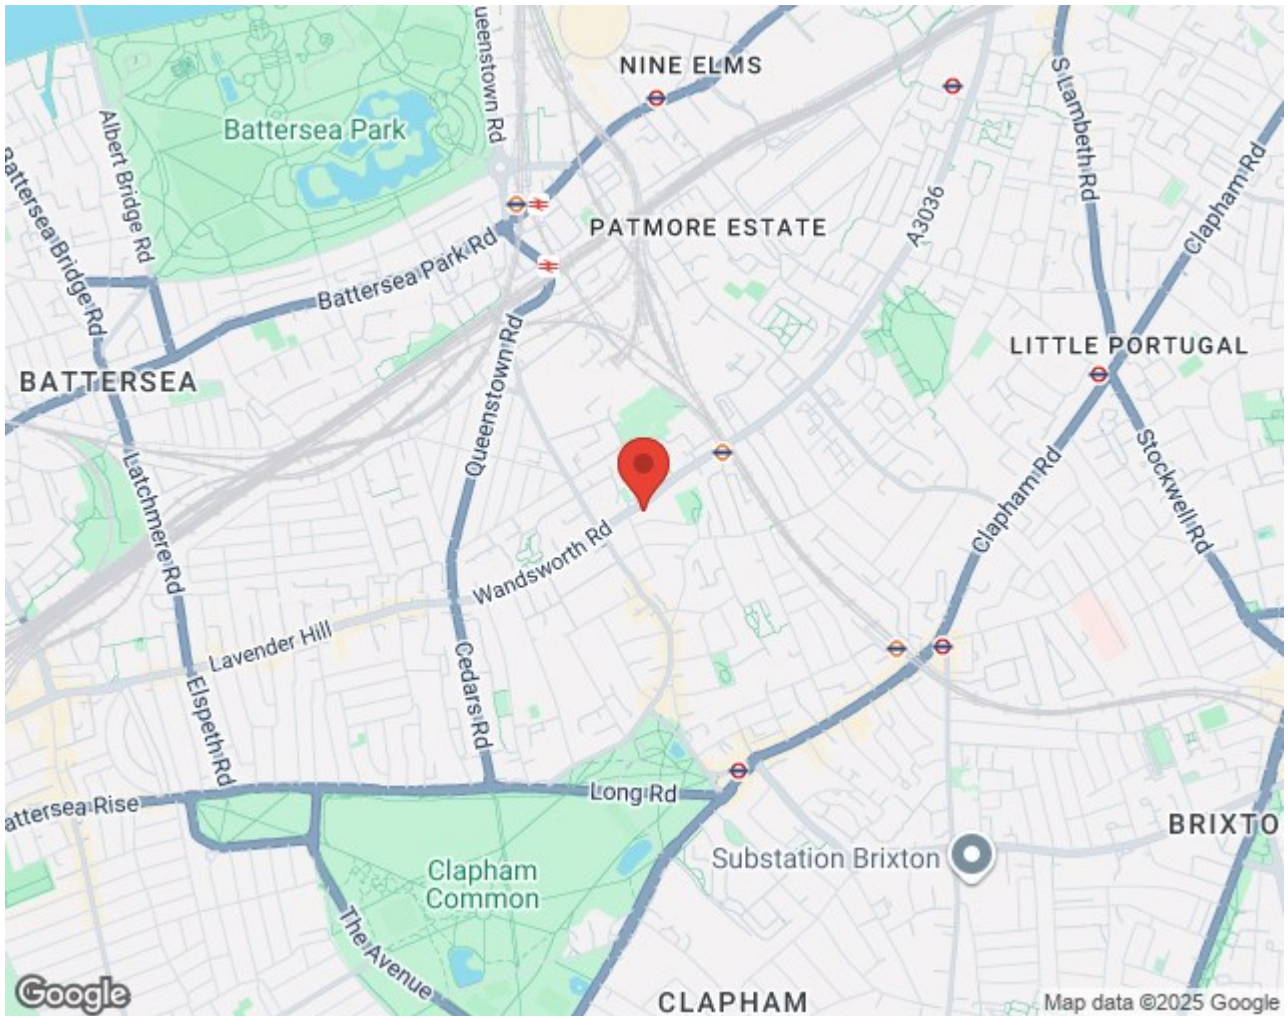 NINE ELMS
ueenstown Rd
S Lambeth Rd
Albert Bridge Rd
Battersea Park
Battersea Bridge Rd
Clapham Rd
A3036
PATMORE ESTATE
Battersea Park Rd
LITTLE PORTUGAL
BATTERSEA
Queenstown Rd
Latchmere Rd
Stockwell Rd
Clapham Rd
Wandsworth Rd
Lavender Hill
Cedars Rd
Elspeth Rd
Long Rd
attersea Rise
BRIXTO
Substation Brixton
Clapham
Common
The Avenue
Google
CLAPHAM
Map data ©2025 Google